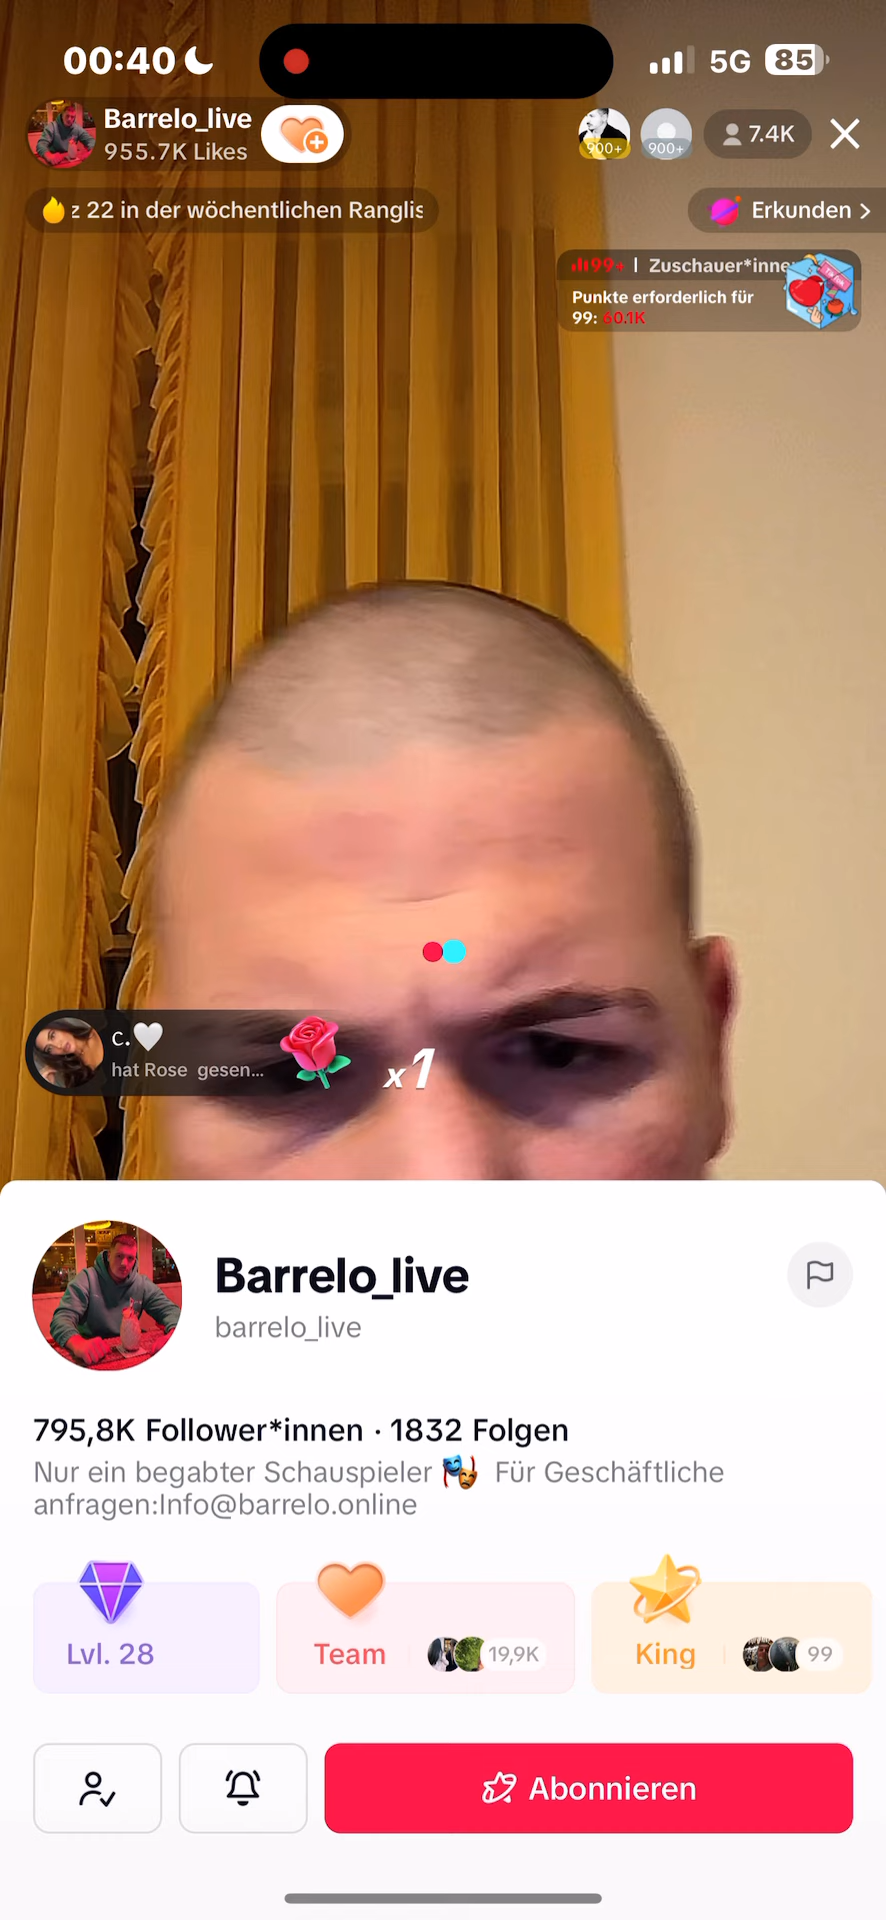 00:40
5G
85
Barrelo_live
955.7K Likes
900+
900+
7.4K
z 22 in der wöchentlichen Ranglis
Erkunden
99+ | Zuschauer*inne
Punkte erforderlich für
99: 60.1K
c.🤍
hat Rose gesen...
x1
Barrelo_live
barrelo_live
795,8K Follower*innen · 1832 Folgen
Nur ein begabter Schauspieler 🎭 Für Geschäftliche
anfragen:Info@barrelo.online
Lvl. 28
Team
19,9K
King
99
Abonnieren